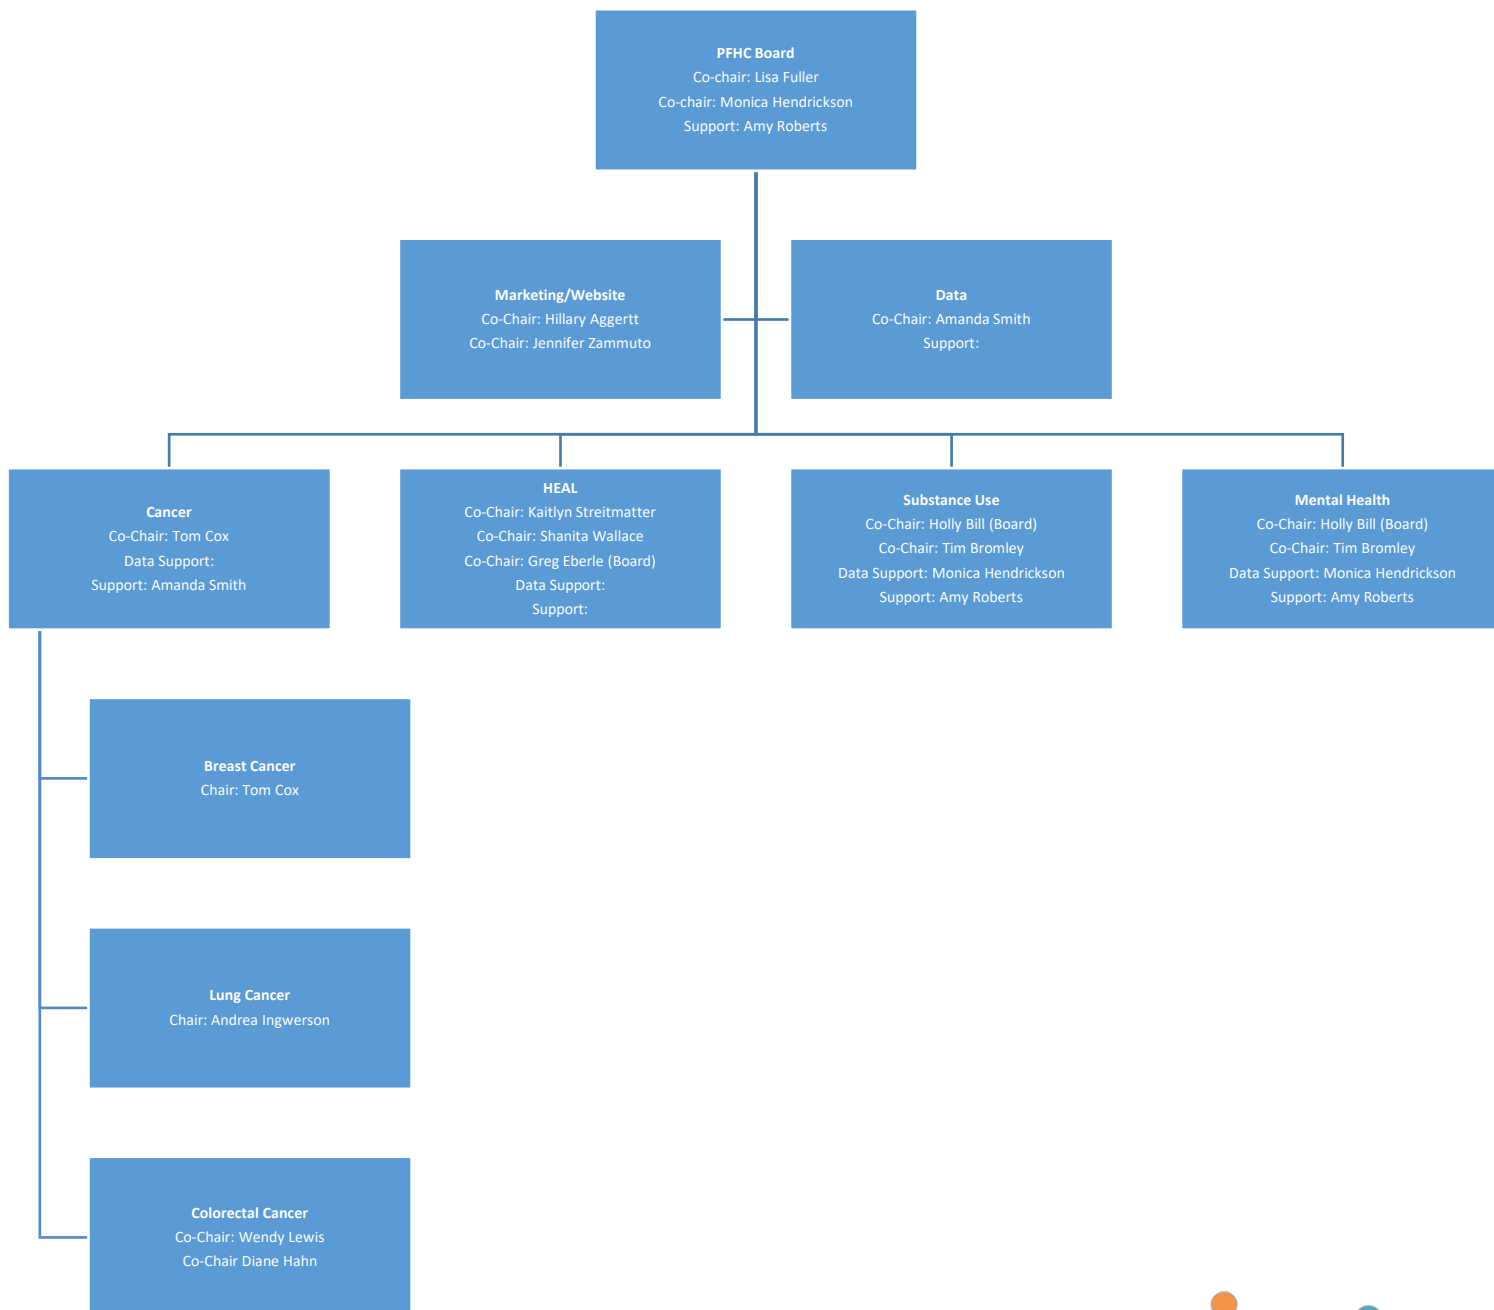 PFHC Board
Co-chair: Lisa Fuller
Co-chair: Monica Hendrickson
Support: Amy Roberts
Marketing/Website
Co-Chair: Hillary Aggertt
Co-Chair: Jennifer Zammuto
Data
Co-Chair: Amanda Smith
Support:
Cancer
Co-Chair: Tom Cox
Data Support:
Support: Amanda Smith
HEAL
Co-Chair: Kaitlyn Streitmatter
Co-Chair: Shanita Wallace
Co-Chair: Greg Eberle (Board)
Data Support:
Support:
Substance Use
Co-Chair: Holly Bill (Board)
Co-Chair: Tim Bromley
Data Support: Monica Hendrickson
Support: Amy Roberts
Mental Health
Co-Chair: Holly Bill (Board)
Co-Chair: Tim Bromley
Data Support: Monica Hendrickson
Support: Amy Roberts
Breast Cancer
Chair: Tom Cox
Lung Cancer
Chair: Andrea Ingwerson
Colorectal Cancer
Co-Chair: Wendy Lewis
Co-Chair Diane Hahn